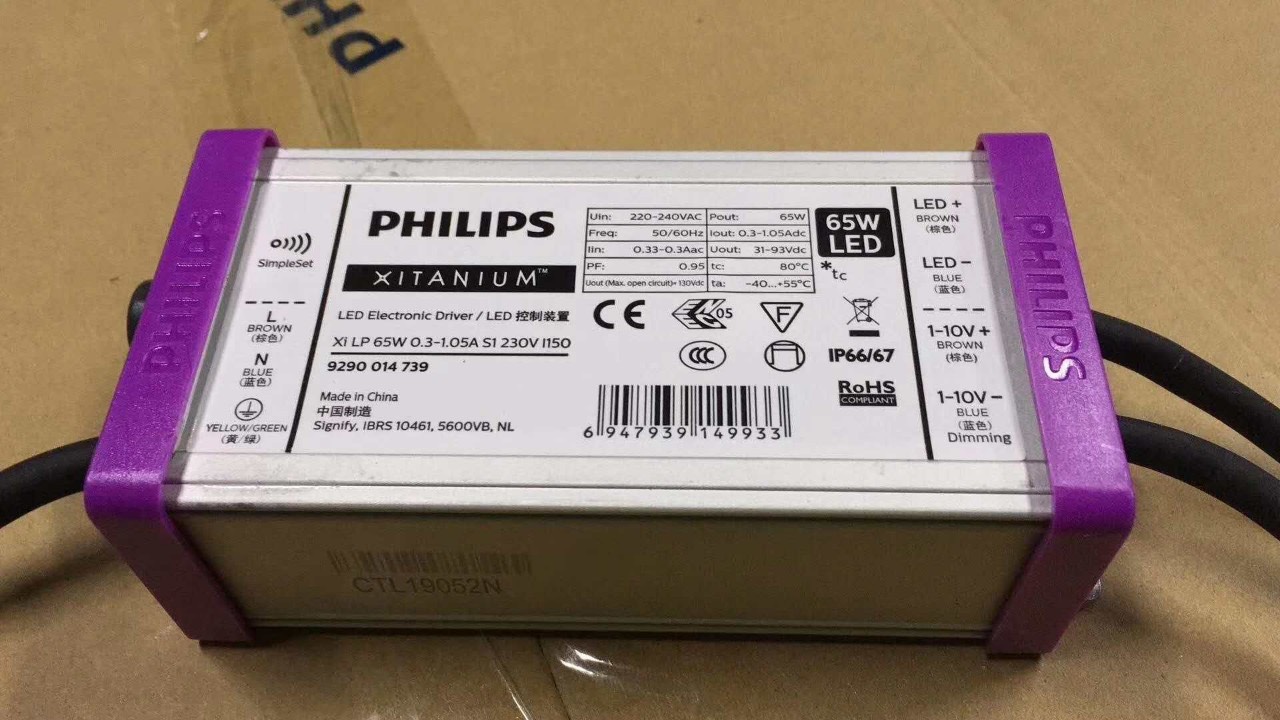 PHI
PHILIPS
SimpleSet
L
BROWN
(棕色)
N
BLUE
(蓝色)
YELLOW/GREEN
(黄/绿)
PHILIPS
XITANIUM™
LED Electronic Driver / LED 控制装置
Xi LP 65W 0.3-1.05A S1 230V I150
9290 014 739
Made in China
中国制造
Signify, IBRS 10461, 5600VB, NL
Uin: 220-240VAC Pout: 65W
Freq: 50/60Hz Iout: 0.3-1.05Adc
Iin: 0.33-0.3Aac Uout: 31-93Vdc
PF: 0.95 tc: 80°C
Uout (Max. open circuit)= 130Vdc ta: -40...+55°C
65W
LED
*tc
CE
05
F
CCC
IP66/67
RoHS
COMPLIANT
6 947939 149933
LED +
BROWN
(棕色)
LED -
BLUE
(蓝色)
1-10V +
BROWN
(棕色)
1-10V -
BLUE
(蓝色)
Dimming
PHILIPS
CTL19052N